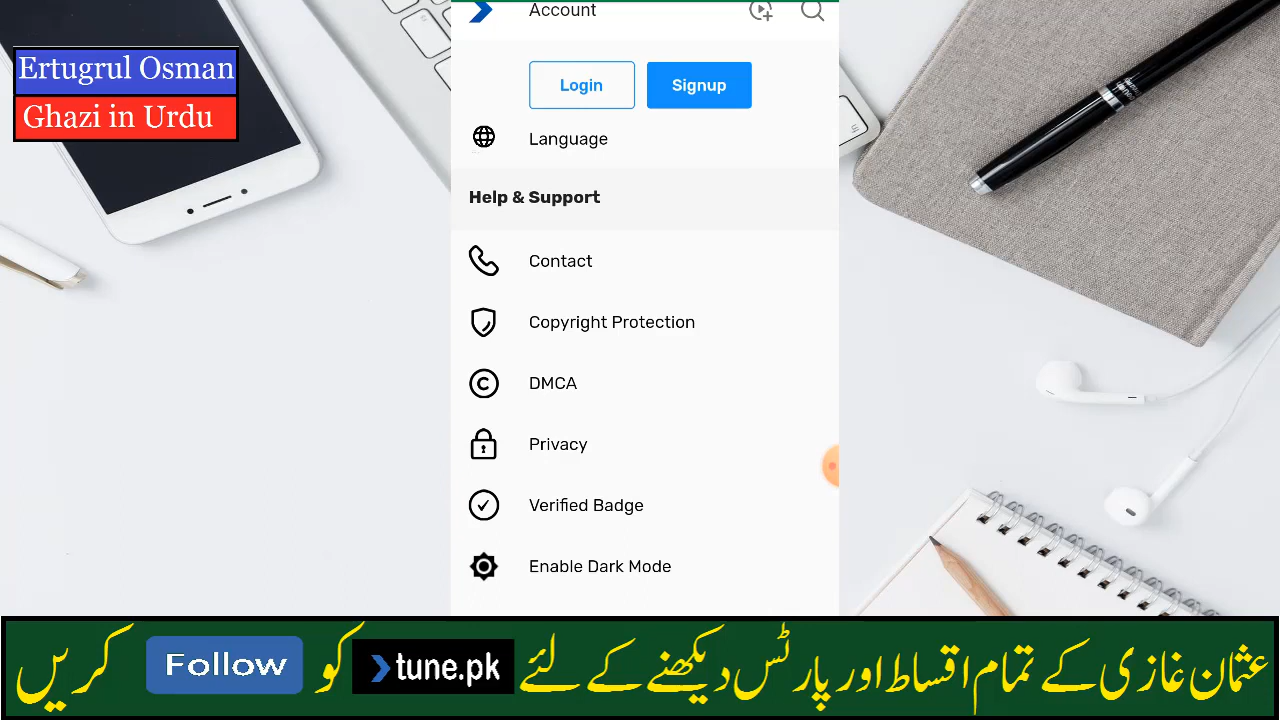 Ertugrul Osman
Ghazi in Urdu
Account
Login
Signup
Language
Help & Support
Contact
Copyright Protection
DMCA
Privacy
Verified Badge
Enable Dark Mode
عثمان غازی کے تمام اقساط اور پارٹس دیکھنے کے لئے tune.pk کو Follow کریں